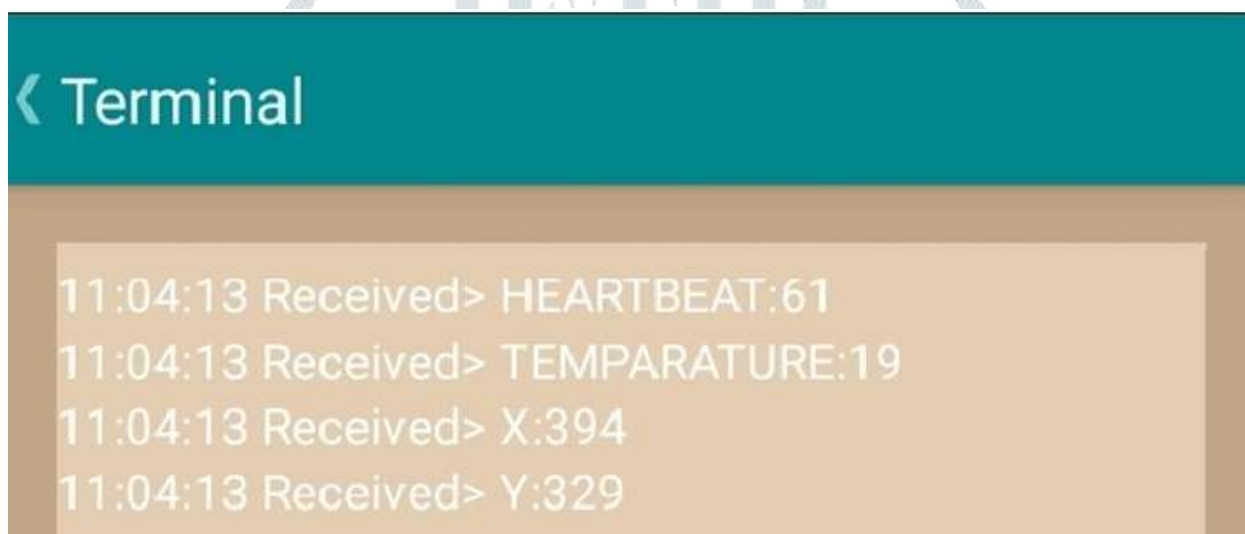 Terminal
11:04:13 Received> HEARTBEAT:61
11:04:13 Received> TEMPARATURE:19
11:04:13 Received> X:394
11:04:13 Received> Y:329